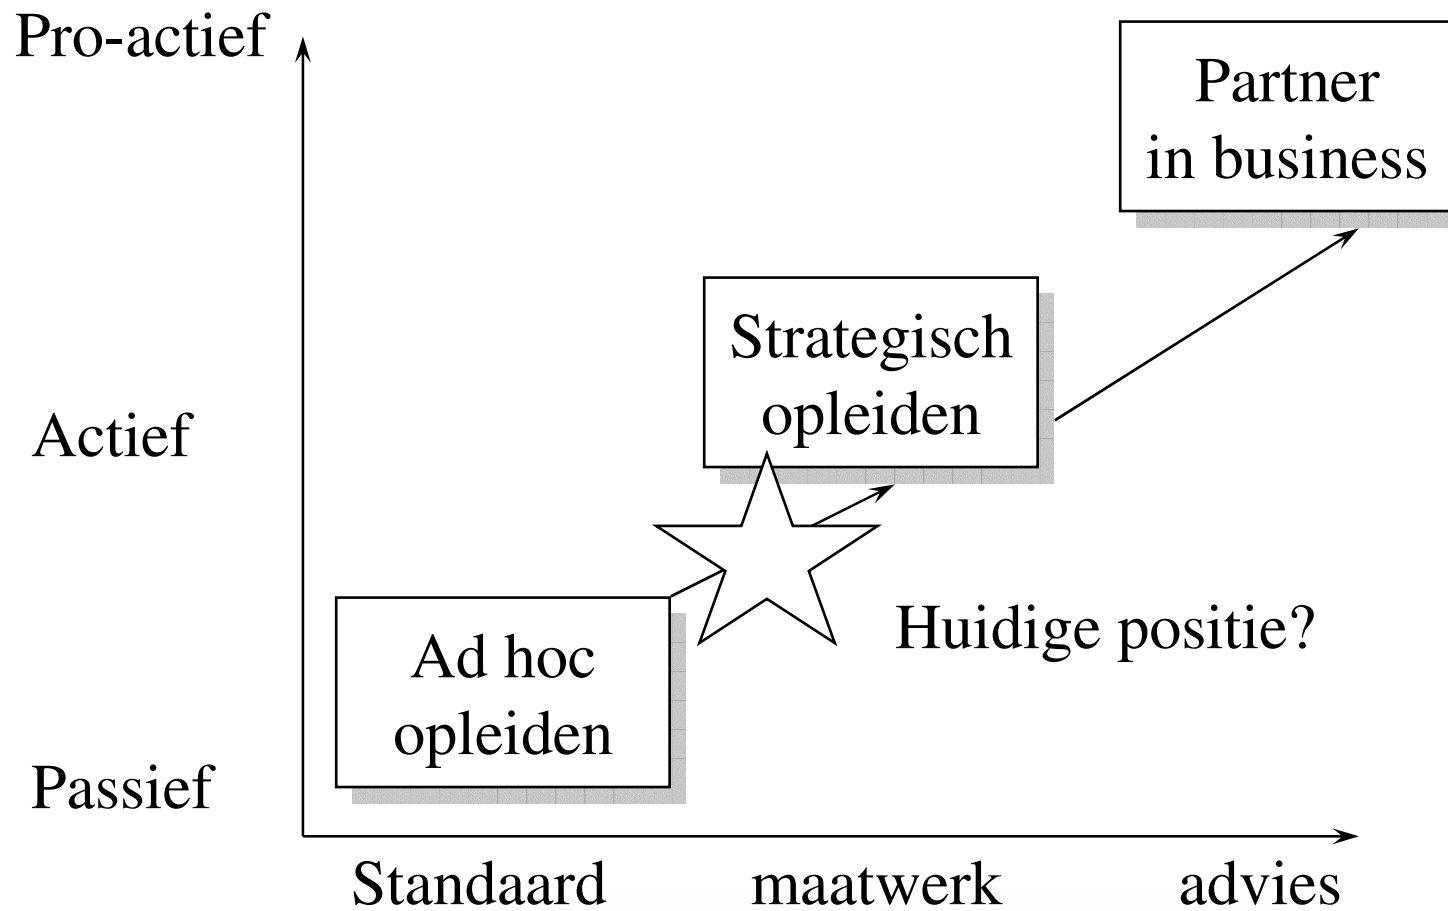 Pro-actief
Partner
in business
Strategisch
opleiden
Actief
Huidige positie?
Ad hoc
opleiden
Passief
Standaard maatwerk advies